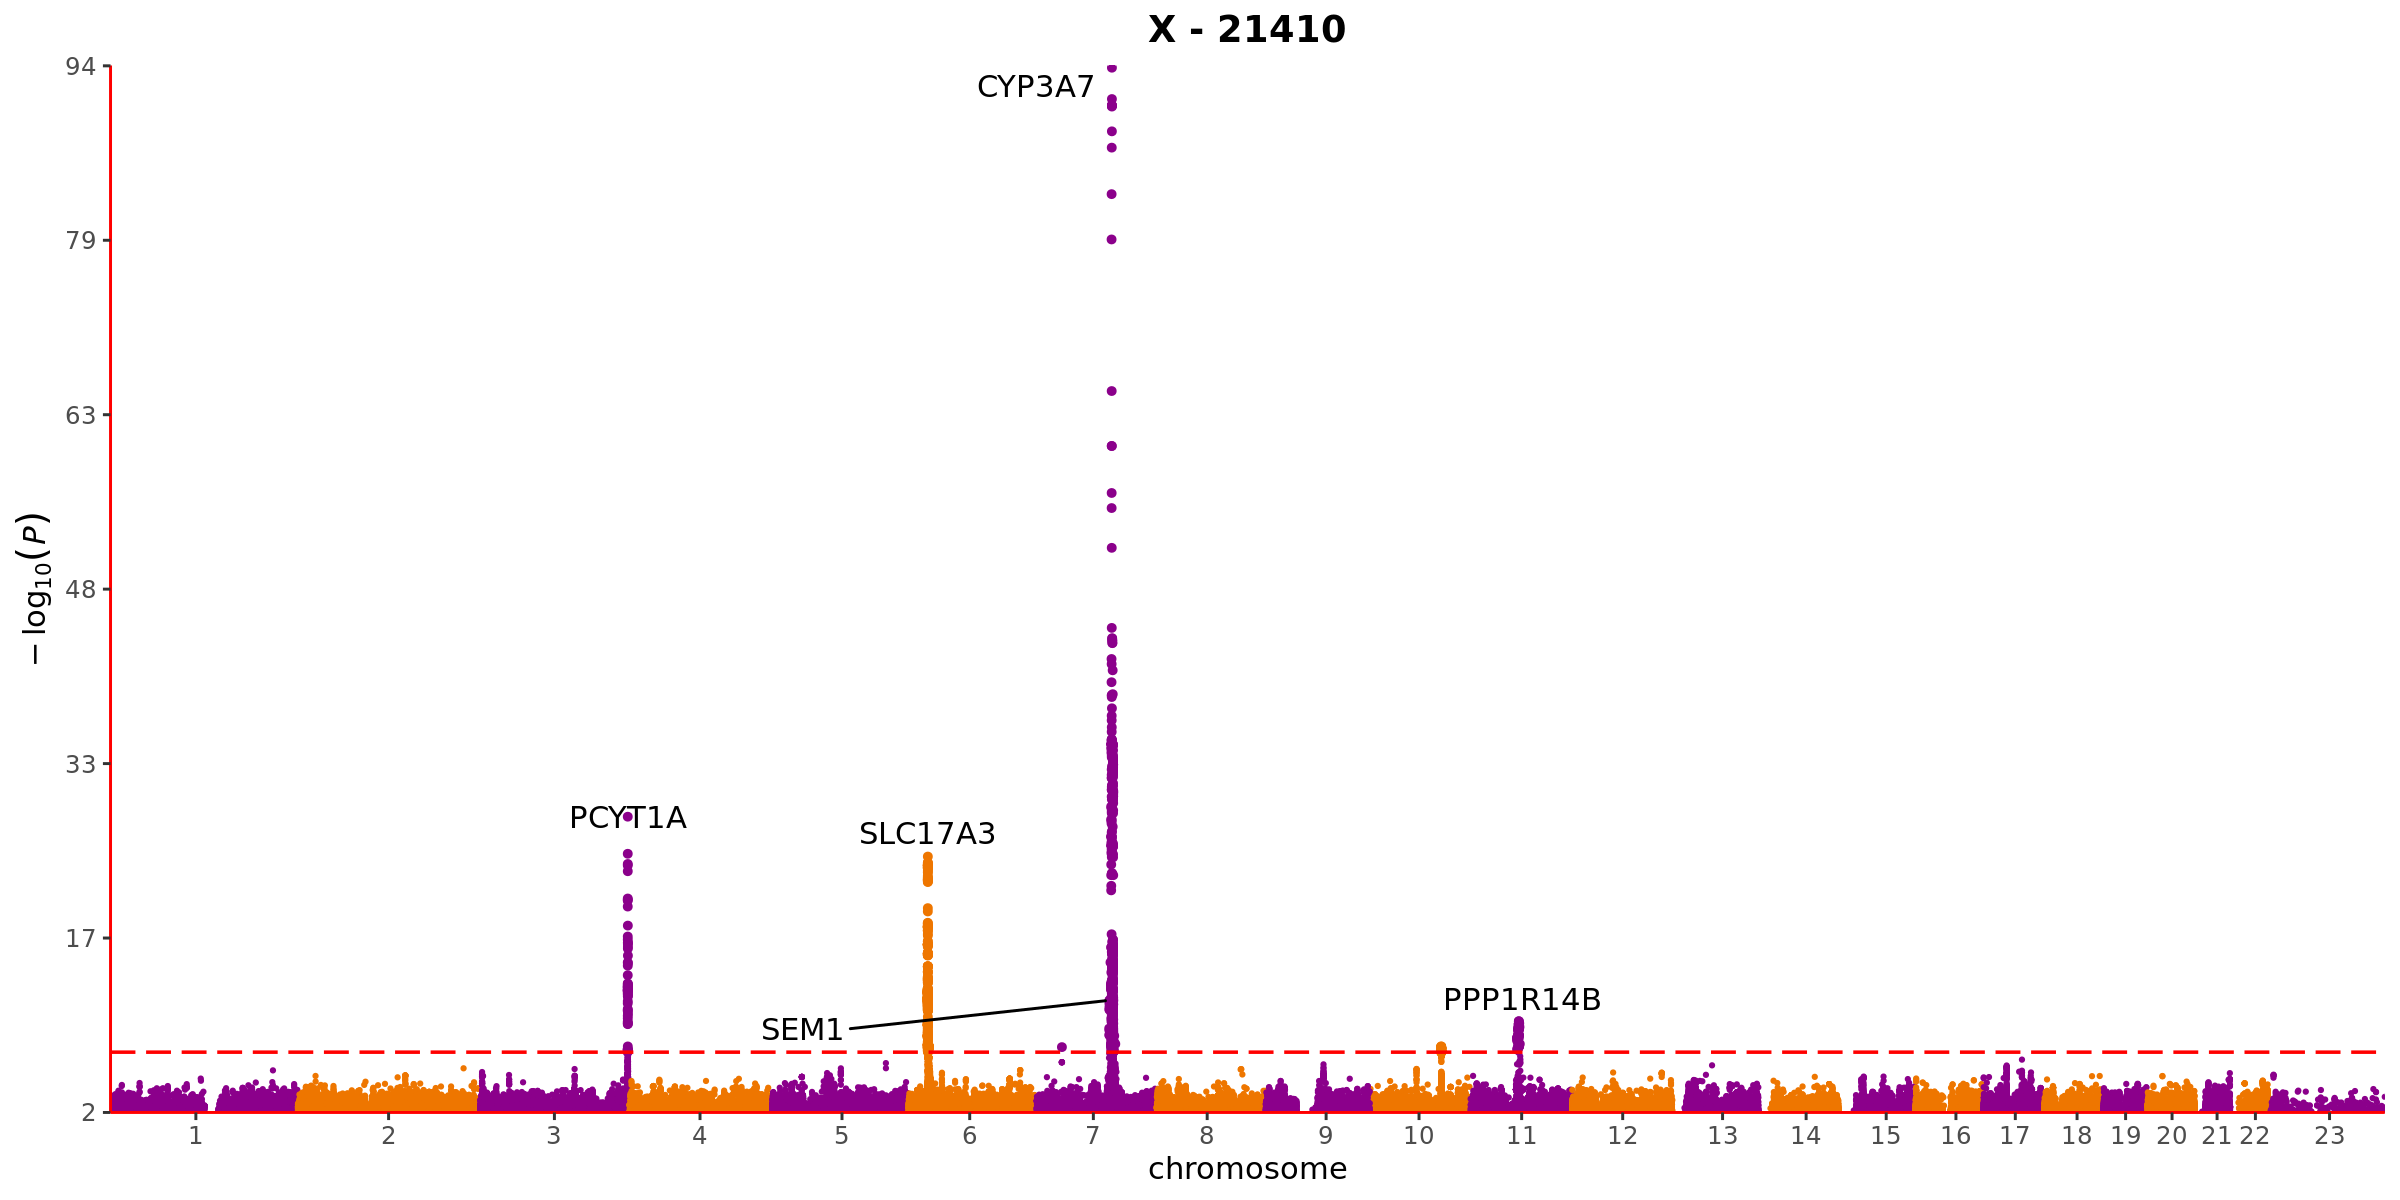 X - 21410
94
CYP3A7
79
63
− log10(P)
48
33
PCYT1A
SLC17A3
17
PPP1R14B
SEM1
2
1 2 3 4 5 6 7 8 9 10 11 12 13 14 15 16 17 18 19 20 21 22 23
chromosome